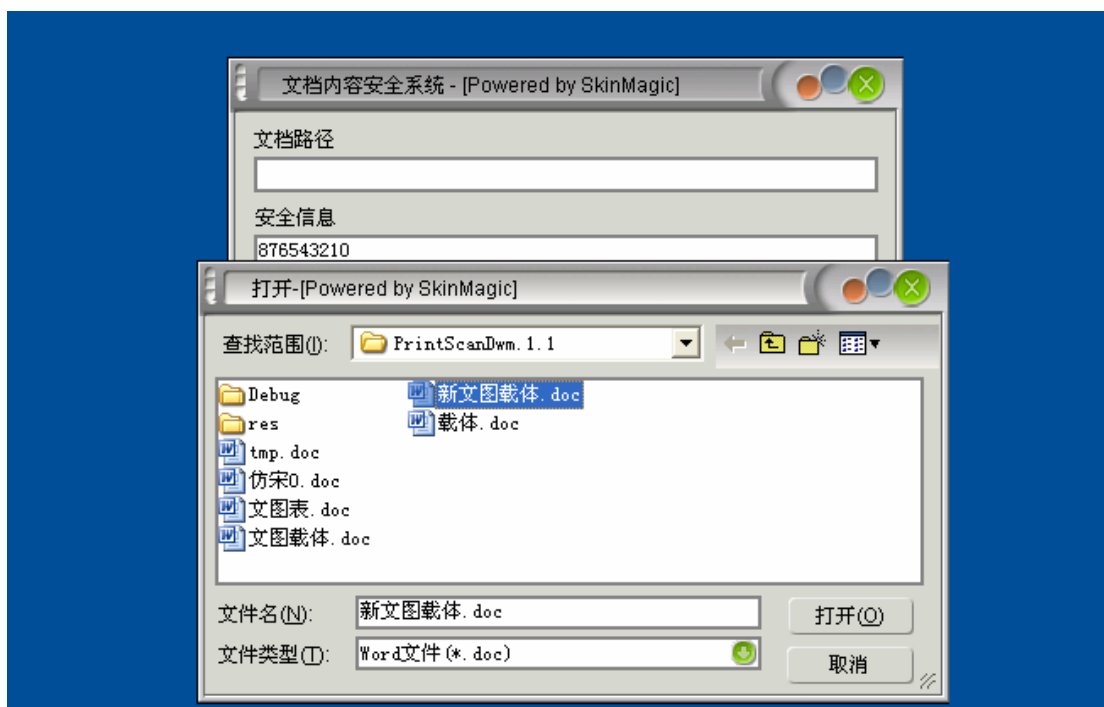 文档内容安全系统 - [Powered by SkinMagic]
文档路径
安全信息
876543210
打开-[Powered by SkinMagic]
查找范围(I): PrintScanDwm.1.1
Debug 新文图载体.doc
res 载体.doc
tmp.doc
仿宋0.doc
文图表.doc
文图载体.doc
文件名(N): 新文图载体.doc 打开(O)
文件类型(T): Word文件(*.doc) 取消